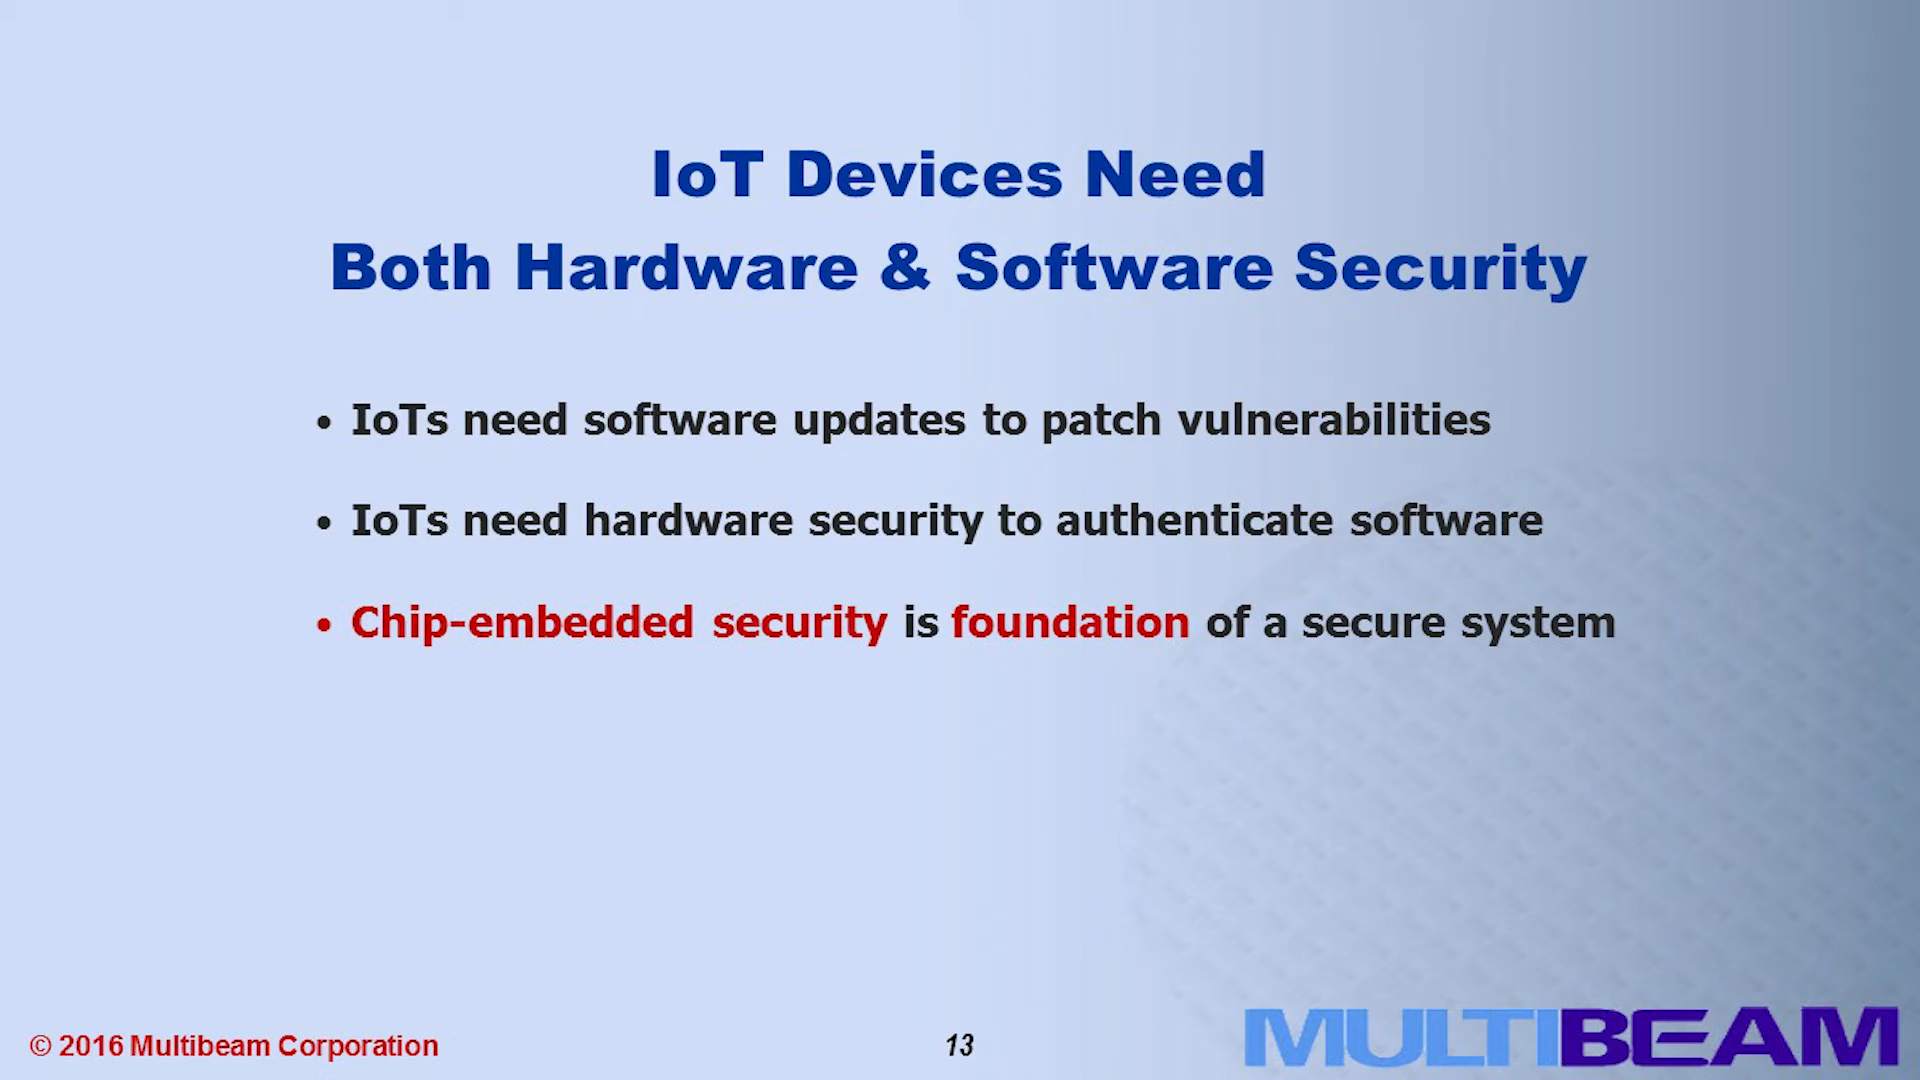 IoT Devices Need
Both Hardware & Software Security
• IoTs need software updates to patch vulnerabilities
• IoTs need hardware security to authenticate software
• Chip-embedded security is foundation of a secure system
© 2016 Multibeam Corporation
13
MULTIBEAM